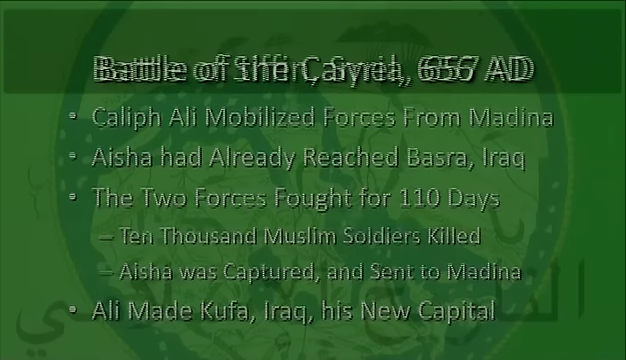 Battle of AD
• Caliph Ali Mobilized Forces From Madina
• Aisha had Already Reached Basra, Iraq
• The Two Forces Fought for 110 Days
– Ten Thousand Muslim Soldiers Killed
– Aisha was Captured, and Sent to Madina
• Ali Made Kufa, Iraq, his New Capital